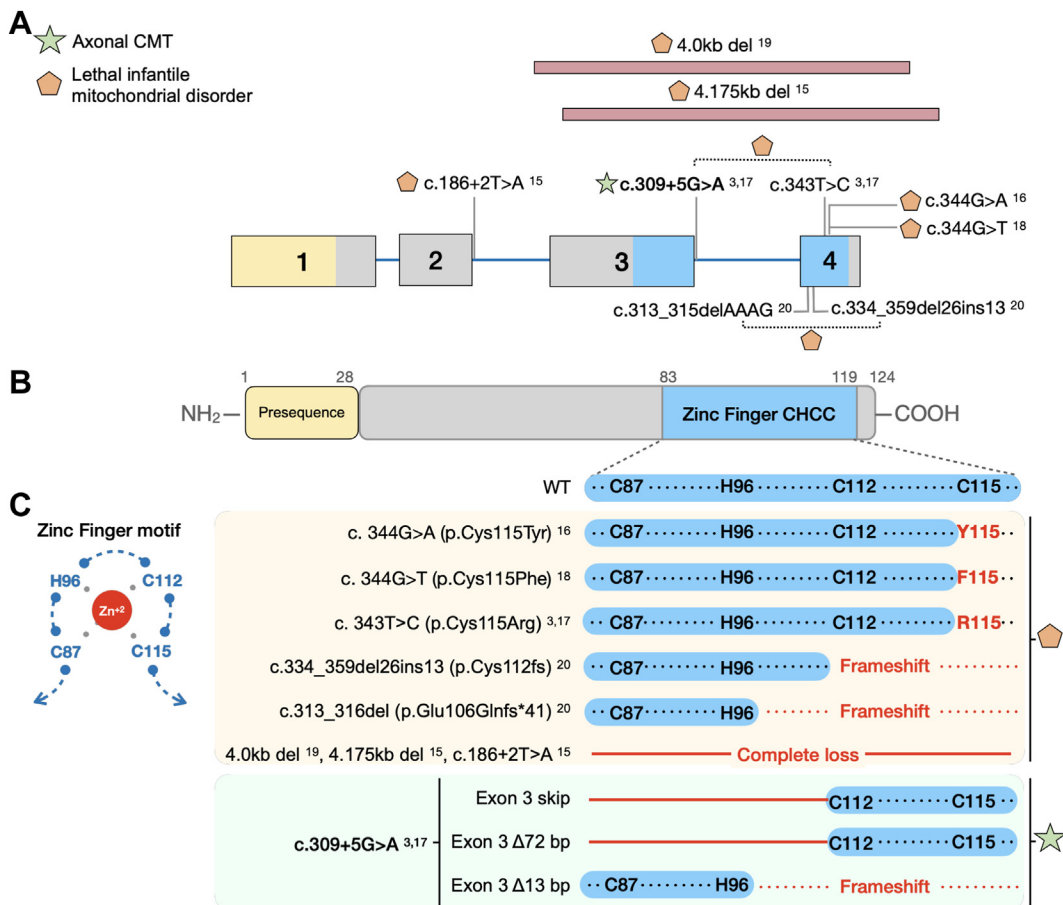 A
Axonal CMT
Lethal infantile
mitochondrial disorder
4.0kb del 19
4.175kb del 15
c.186+2T>A 15
c.309+5G>A 3,17
c.343T>C 3,17
c.344G>A 16
c.344G>T 18
1
2
3
4
c.313_315delAAAG 20
c.334_359del26ins13 20
B
1
28
83
119
124
NH2
Presequence
Zinc Finger CHCC
COOH
WT
C87
H96
C112
C115
C
Zinc Finger motif
H96
C112
Zn+2
C87
C115
c. 344G>A (p.Cys115Tyr) 16
C87
H96
C112
Y115
c. 344G>T (p.Cys115Phe) 18
C87
H96
C112
F115
c. 343T>C (p.Cys115Arg) 3,17
C87
H96
C112
R115
c.334_359del26ins13 (p.Cys112fs) 20
C87
H96
Frameshift
c.313_316del (p.Glu106Glnfs*41) 20
C87
H96
Frameshift
4.0kb del 19, 4.175kb del 15, c.186+2T>A 15
Complete loss
c.309+5G>A 3,17
Exon 3 skip
C112
C115
Exon 3 Δ72 bp
C112
C115
Exon 3 Δ13 bp
C87
H96
Frameshift